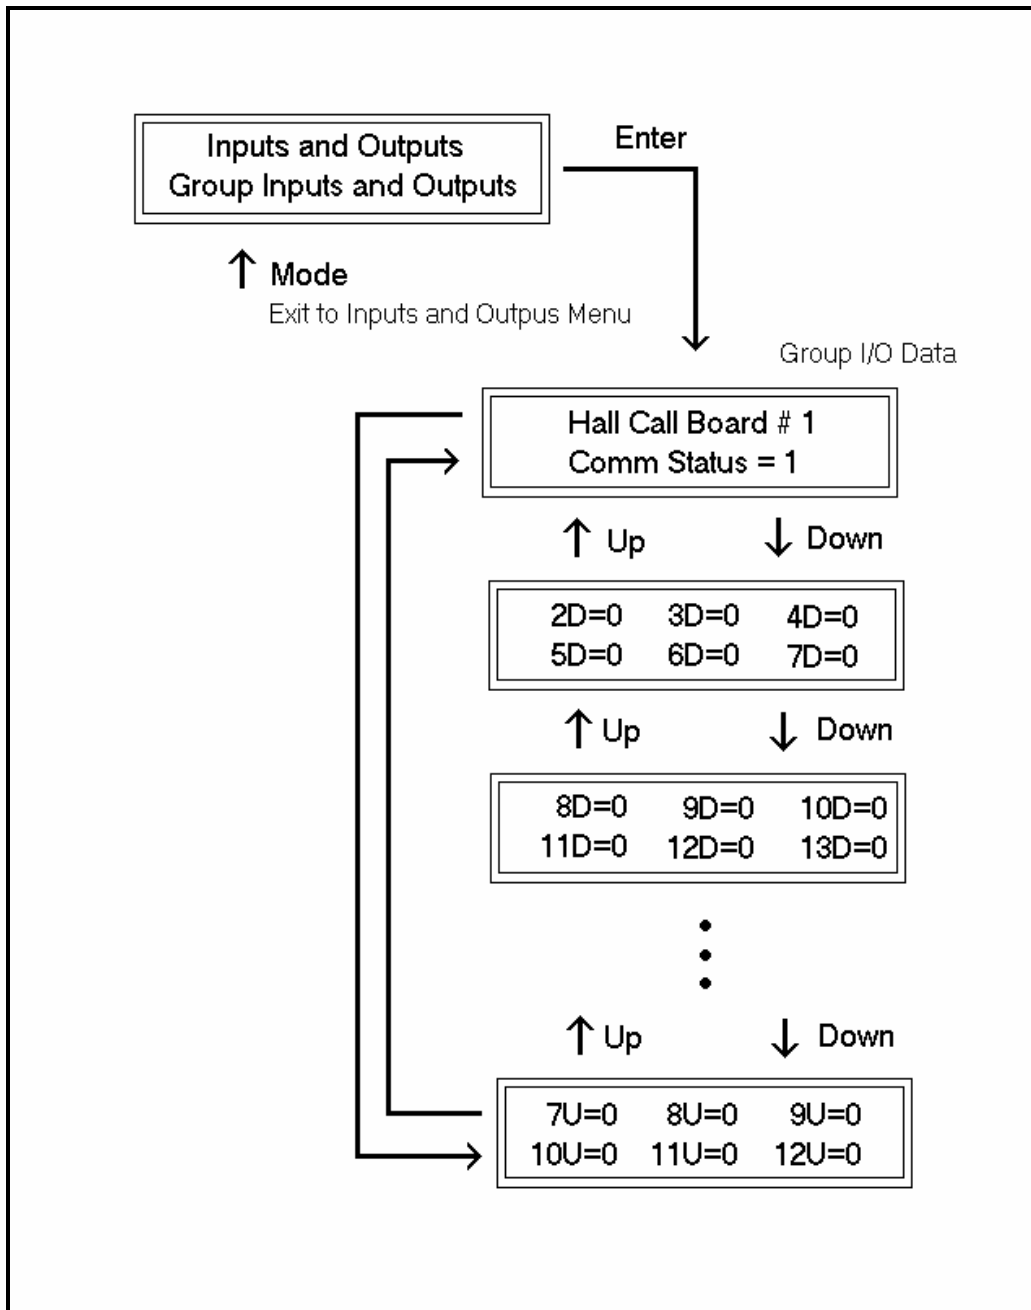 Inputs and Outputs
Group Inputs and Outputs
Enter
Mode
Exit to Inputs and Outpus Menu
Group I/O Data
Hall Call Board # 1
Comm Status = 1
Up Down
2D=0 3D=0 4D=0
5D=0 6D=0 7D=0
Up Down
8D=0 9D=0 10D=0
11D=0 12D=0 13D=0
Up Down
7U=0 8U=0 9U=0
10U=0 11U=0 12U=0